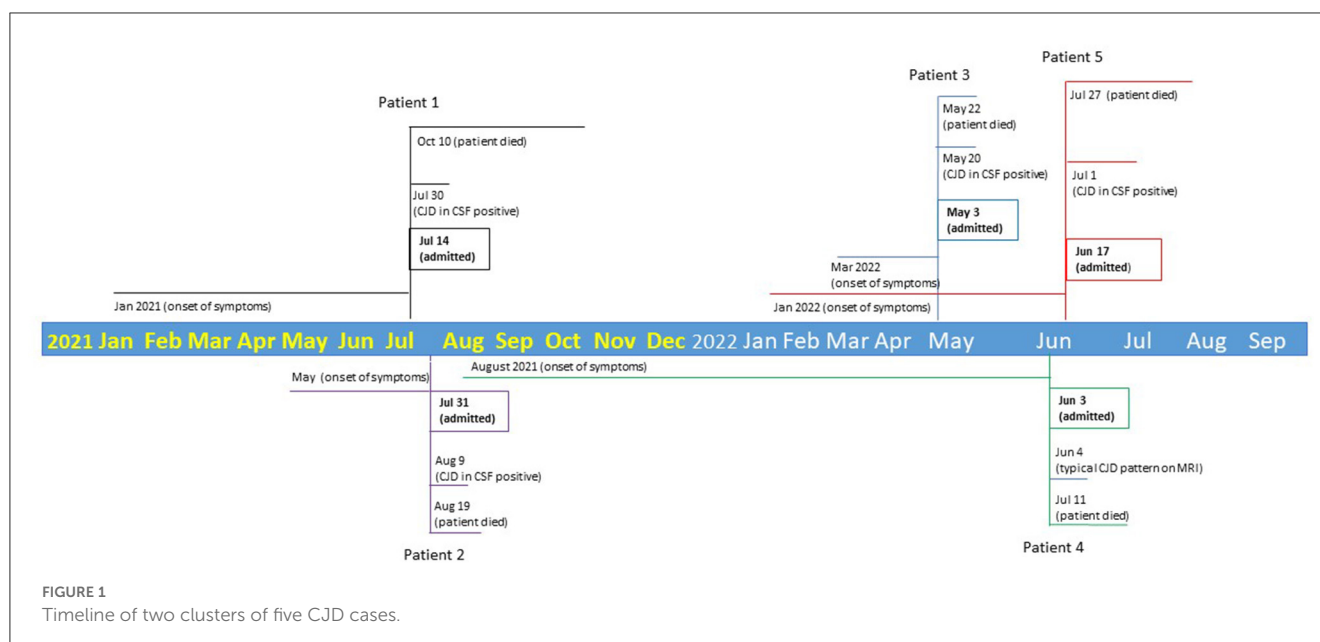 Patient 1
Oct 10 (patient died)
Jul 30
(CJD in CSF positive)
Jul 14
(admitted)
Jan 2021 (onset of symptoms)
Patient 3
May 22
(patient died)
May 20
(CJD in CSF positive)
May 3
(admitted)
Mar 2022
(onset of symptoms)
Patient 5
Jul 27 (patient died)
Jul 1
(CJD in CSF positive)
Jun 17
(admitted)
Jan 2022 (onset of symptoms)
2021 Jan Feb Mar Apr May Jun Jul Aug Sep Oct Nov Dec 2022 Jan Feb Mar Apr May Jun Jul Aug Sep
May (onset of symptoms)
Jul 31
(admitted)
Aug 9
(CJD in CSF positive)
Aug 19
(patient died)
Patient 2
August 2021 (onset of symptoms)
Jun 3
(admitted)
Jun 4
(typical CJD pattern on MRI)
Jul 11
(patient died)
Patient 4
FIGURE 1
Timeline of two clusters of five CJD cases.